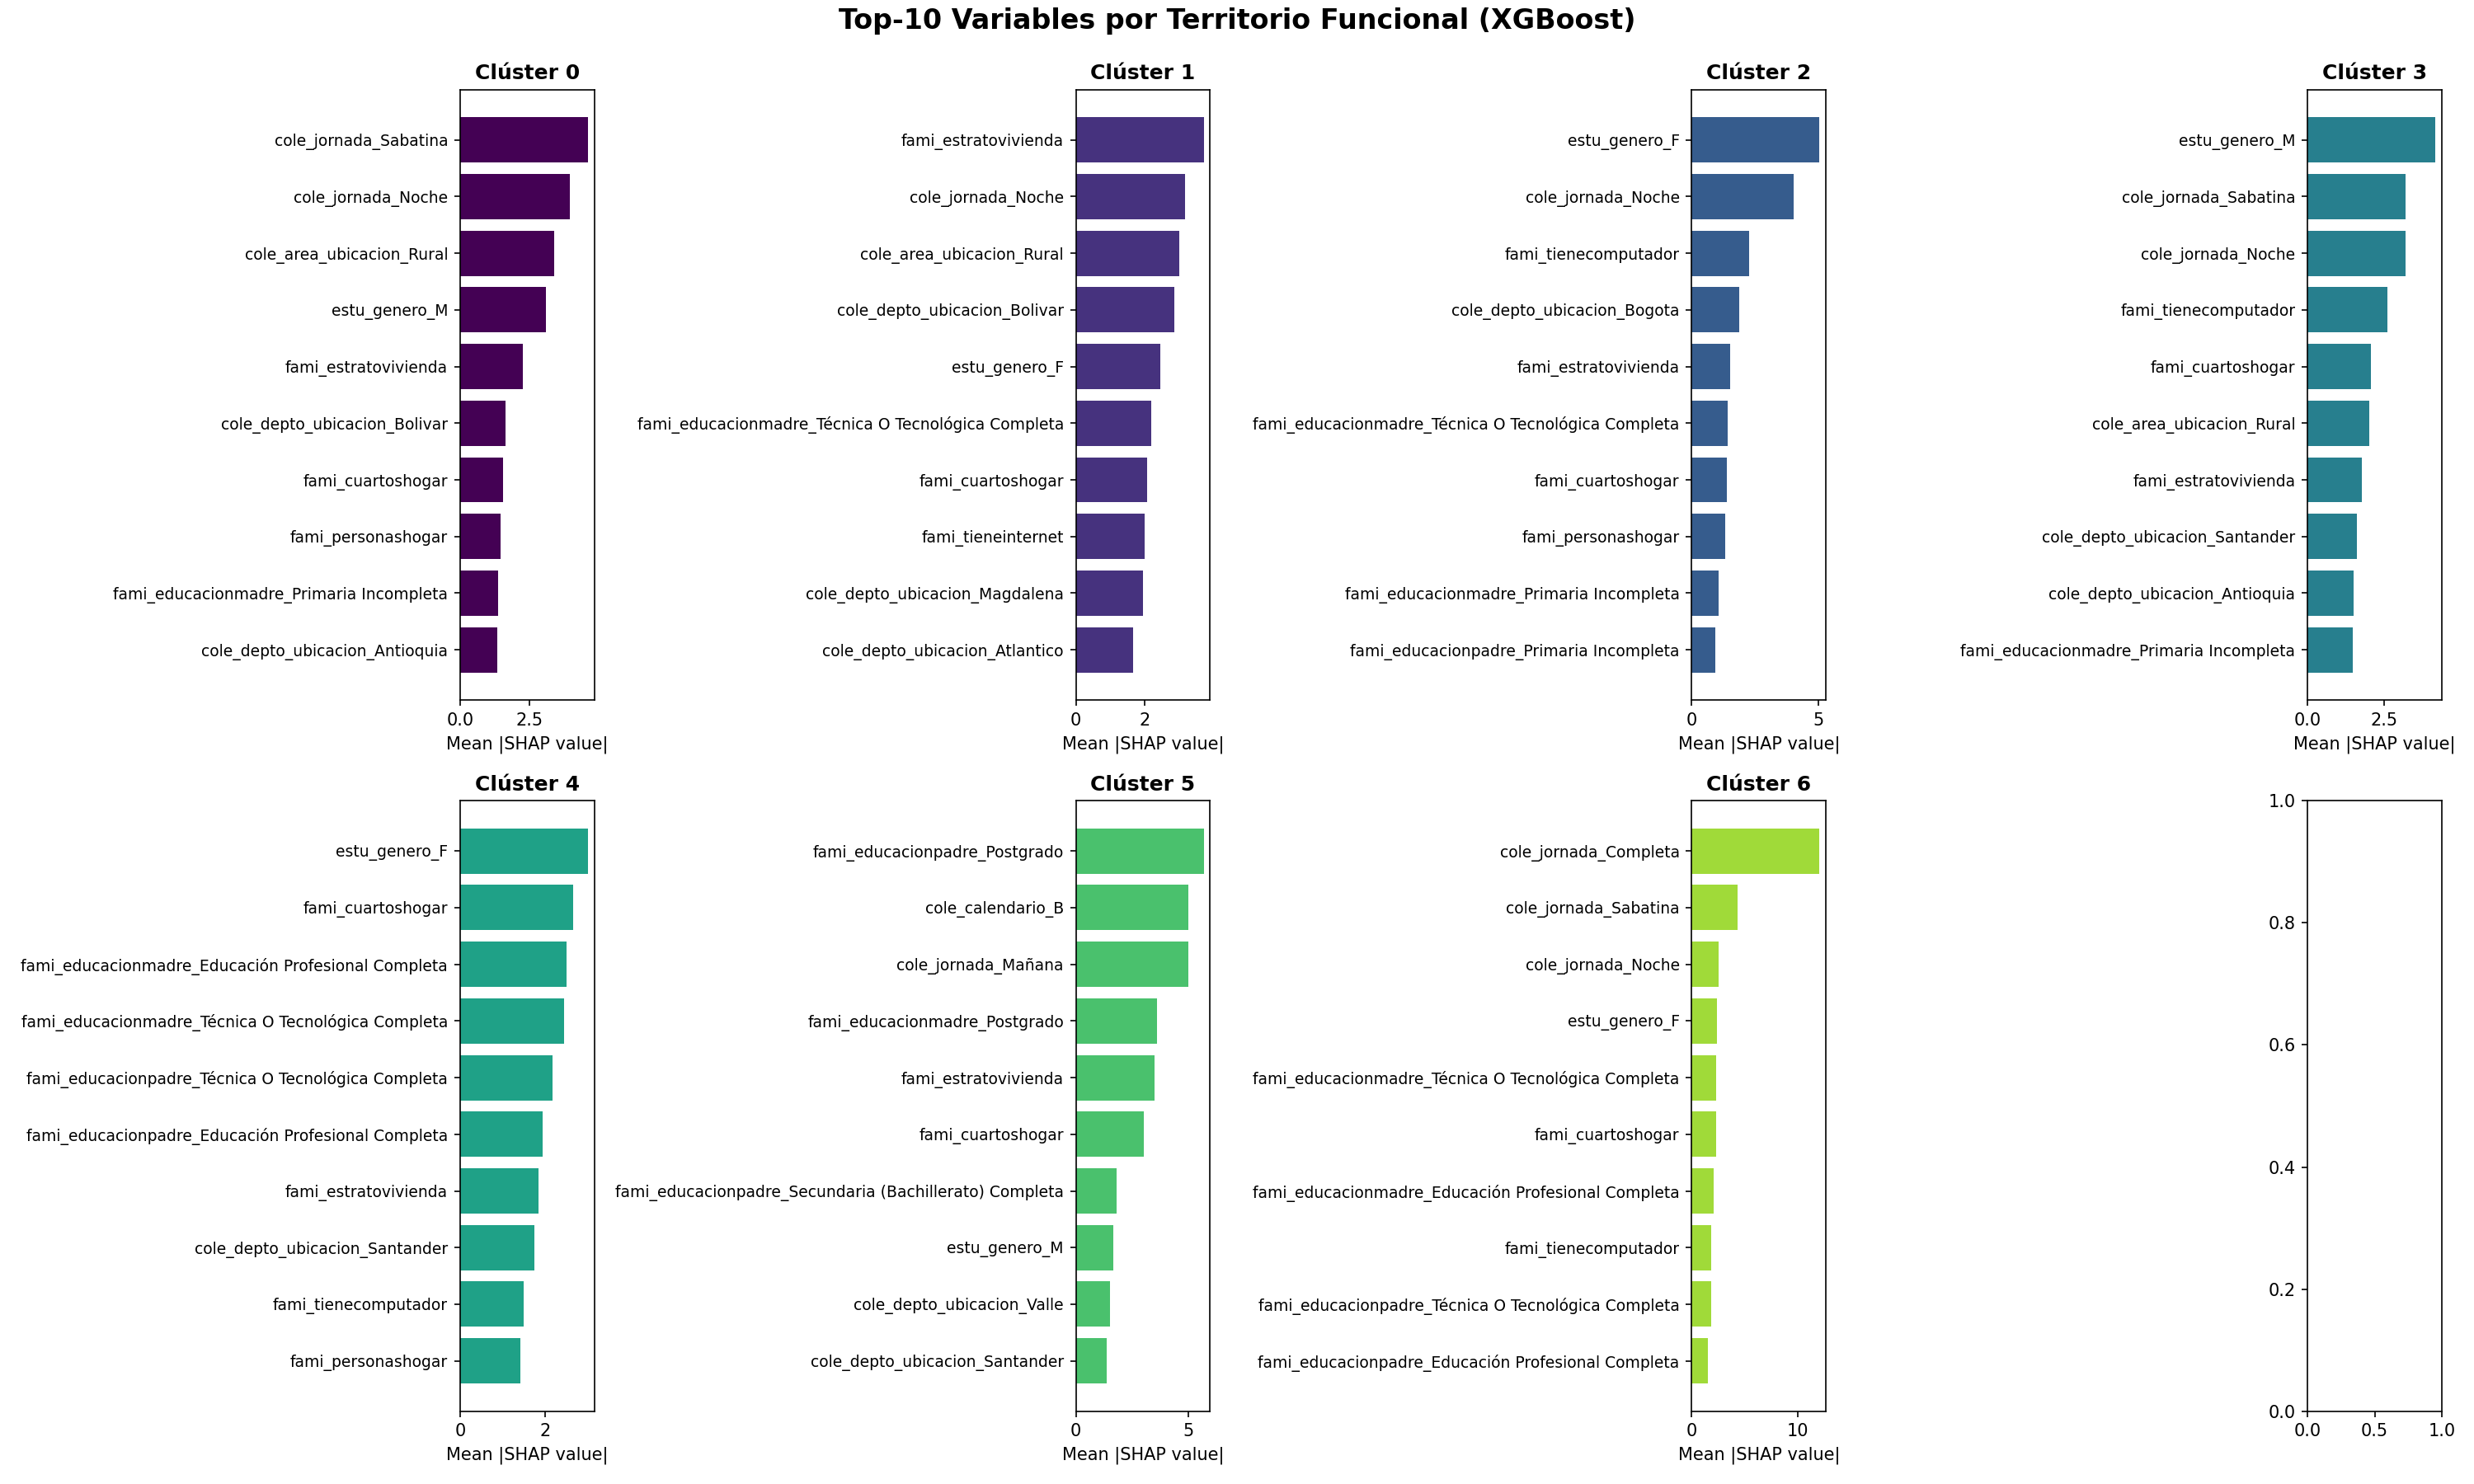 Top-10 Variables por Territorio Funcional (XGBoost)
Clúster 0
cole_jornada_Sabatina
cole_jornada_Noche
cole_area_ubicacion_Rural
estu_genero_M
fami_estratovivienda
cole_depto_ubicacion_Bolivar
fami_cuartoshogar
fami_personashogar
fami_educacionmadre_Primaria Incompleta
cole_depto_ubicacion_Antioquia
0.0 2.5
Mean |SHAP value|
Clúster 1
fami_estratovivienda
cole_jornada_Noche
cole_area_ubicacion_Rural
cole_depto_ubicacion_Bolivar
estu_genero_F
fami_educacionmadre_Técnica O Tecnológica Completa
fami_cuartoshogar
fami_tieneinternet
cole_depto_ubicacion_Magdalena
cole_depto_ubicacion_Atlantico
0 2
Mean |SHAP value|
Clúster 2
estu_genero_F
cole_jornada_Noche
fami_tienecomputador
cole_depto_ubicacion_Bogota
fami_estratovivienda
fami_educacionmadre_Técnica O Tecnológica Completa
fami_cuartoshogar
fami_personashogar
fami_educacionmadre_Primaria Incompleta
fami_educacionpadre_Primaria Incompleta
0 5
Mean |SHAP value|
Clúster 3
estu_genero_M
cole_jornada_Sabatina
cole_jornada_Noche
fami_tienecomputador
fami_cuartoshogar
cole_area_ubicacion_Rural
fami_estratovivienda
cole_depto_ubicacion_Santander
cole_depto_ubicacion_Antioquia
fami_educacionmadre_Primaria Incompleta
0.0 2.5
Mean |SHAP value|
Clúster 4
estu_genero_F
fami_cuartoshogar
fami_educacionmadre_Educación Profesional Completa
fami_educacionmadre_Técnica O Tecnológica Completa
fami_educacionpadre_Técnica O Tecnológica Completa
fami_educacionpadre_Educación Profesional Completa
fami_estratovivienda
cole_depto_ubicacion_Santander
fami_tienecomputador
fami_personashogar
0 2
Mean |SHAP value|
Clúster 5
fami_educacionpadre_Postgrado
cole_calendario_B
cole_jornada_Mañana
fami_educacionmadre_Postgrado
fami_estratovivienda
fami_cuartoshogar
fami_educacionpadre_Secundaria (Bachillerato) Completa
estu_genero_M
cole_depto_ubicacion_Valle
cole_depto_ubicacion_Santander
0 5
Mean |SHAP value|
Clúster 6
cole_jornada_Completa
cole_jornada_Sabatina
cole_jornada_Noche
estu_genero_F
fami_educacionmadre_Técnica O Tecnológica Completa
fami_cuartoshogar
fami_educacionmadre_Educación Profesional Completa
fami_tienecomputador
fami_educacionpadre_Técnica O Tecnológica Completa
fami_educacionpadre_Educación Profesional Completa
0 10
Mean |SHAP value|
1.0
0.8
0.6
0.4
0.2
0.0
0.0 0.5 1.0